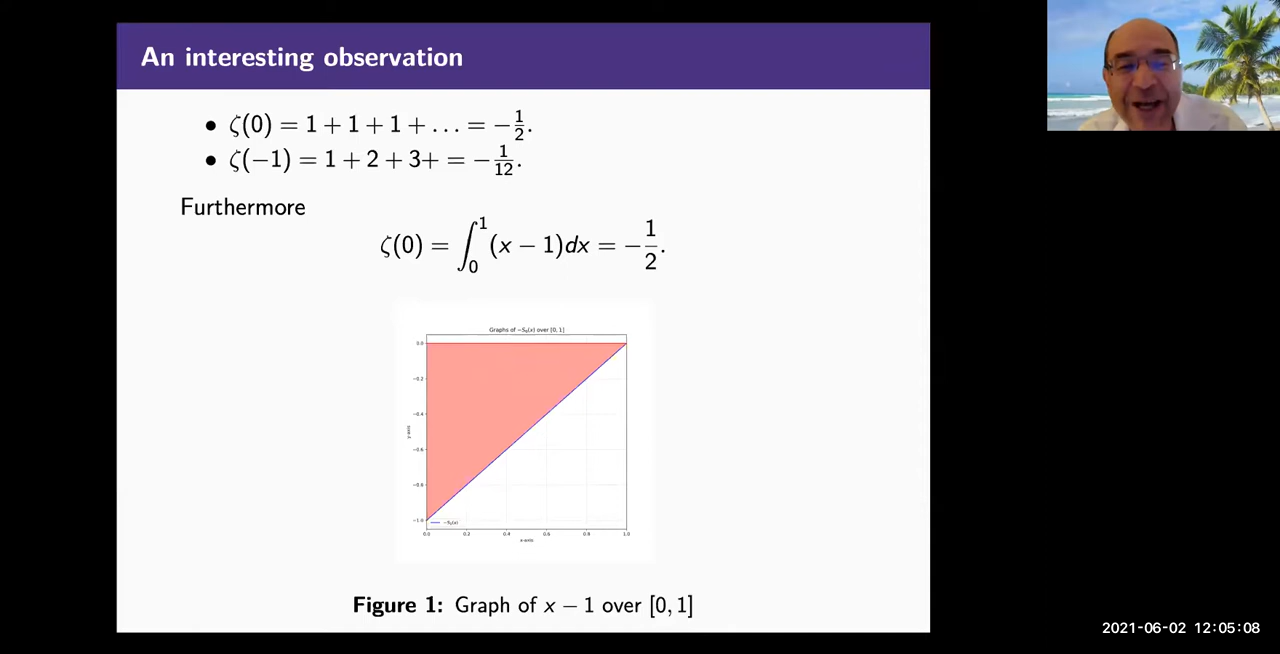 An interesting observation
• ζ(0) = 1 + 1 + 1 + … = −1/2.
• ζ(−1) = 1 + 2 + 3+ = −1/12.
Furthermore
ζ(0) = ∫₀¹ (x − 1)dx = −1/2.
0.0
−0.2
−0.4
y-axis
−0.6
−0.8
−1.0
0.0 0.2 0.4 0.6 0.8 1.0
x-axis
Figure 1: Graph of x − 1 over [0, 1]
2021-06-02 12:05:08